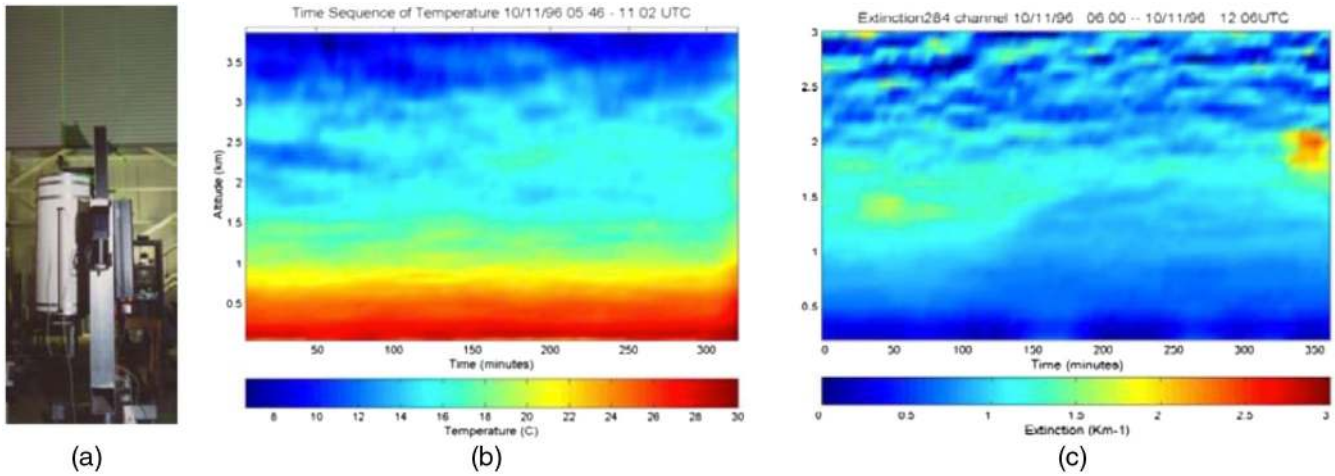 Time Sequence of Temperature 10/11/96 05 46 - 11 02 UTC
3.5
3
2.5
2
1.5
1
0.5
Altitude (km)
50 100 150 200 250 300
Time (minutes)
8 10 12 14 16 18 20 22 24 26 28 30
Temperature (C)
Extinction284 channel 10/11/96 06 00 -- 10/11/96 12 06UTC
3
2.5
2
1.5
1
0.5
0 50 100 150 200 250 300 350
Time (minutes)
0 0.5 1 1.5 2 2.5 3
Extinction (Km-1)
(a) (b) (c)